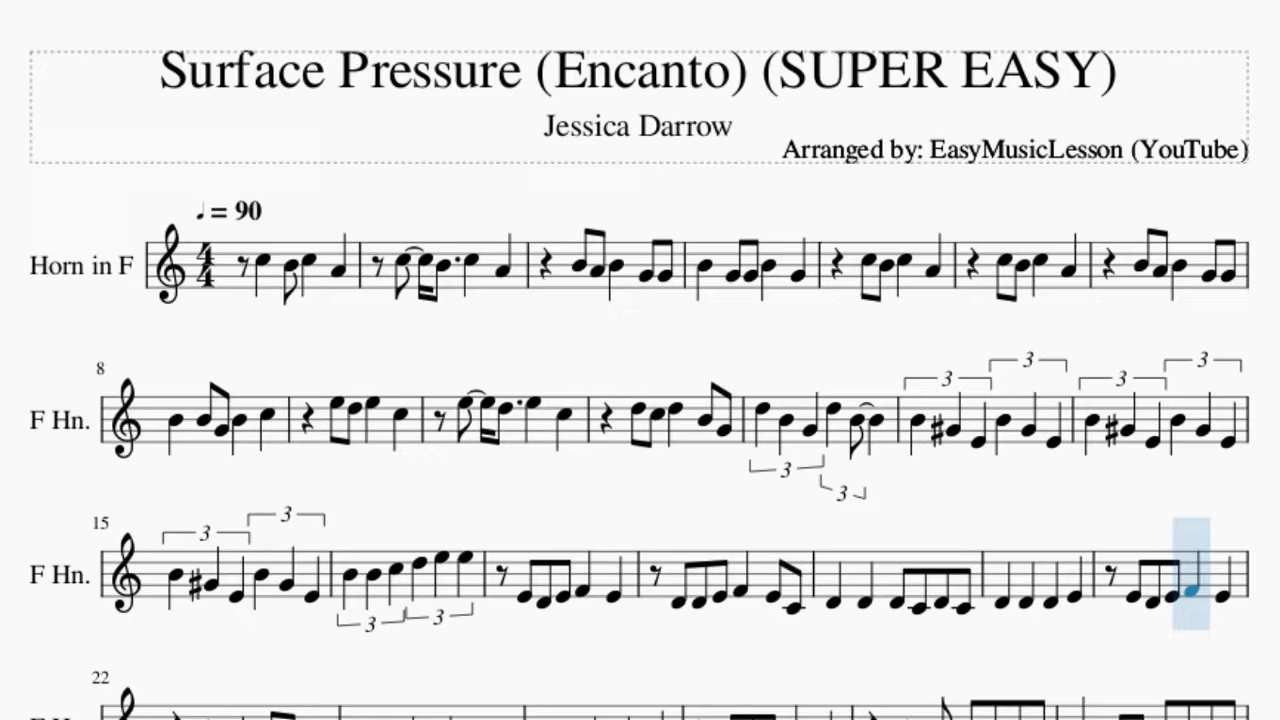 Surface Pressure (Encanto) (SUPER EASY)
Jessica Darrow
Arranged by: EasyMusicLesson (YouTube)
♩ = 90
Horn in F
4
4
8
F Hn.
3
3
3
3
3
3
15
F Hn.
3
3
3
3
22
F Hn.